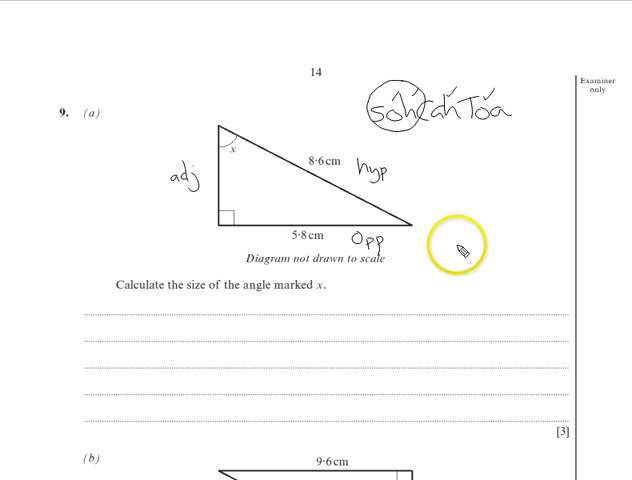 14
Examiner
only
9. (a)
sohcahToa
x
8·6 cm
hyp
adj
5·8 cm
opp
Diagram not drawn to scale
Calculate the size of the angle marked x.
[3]
(b)
9·6 cm